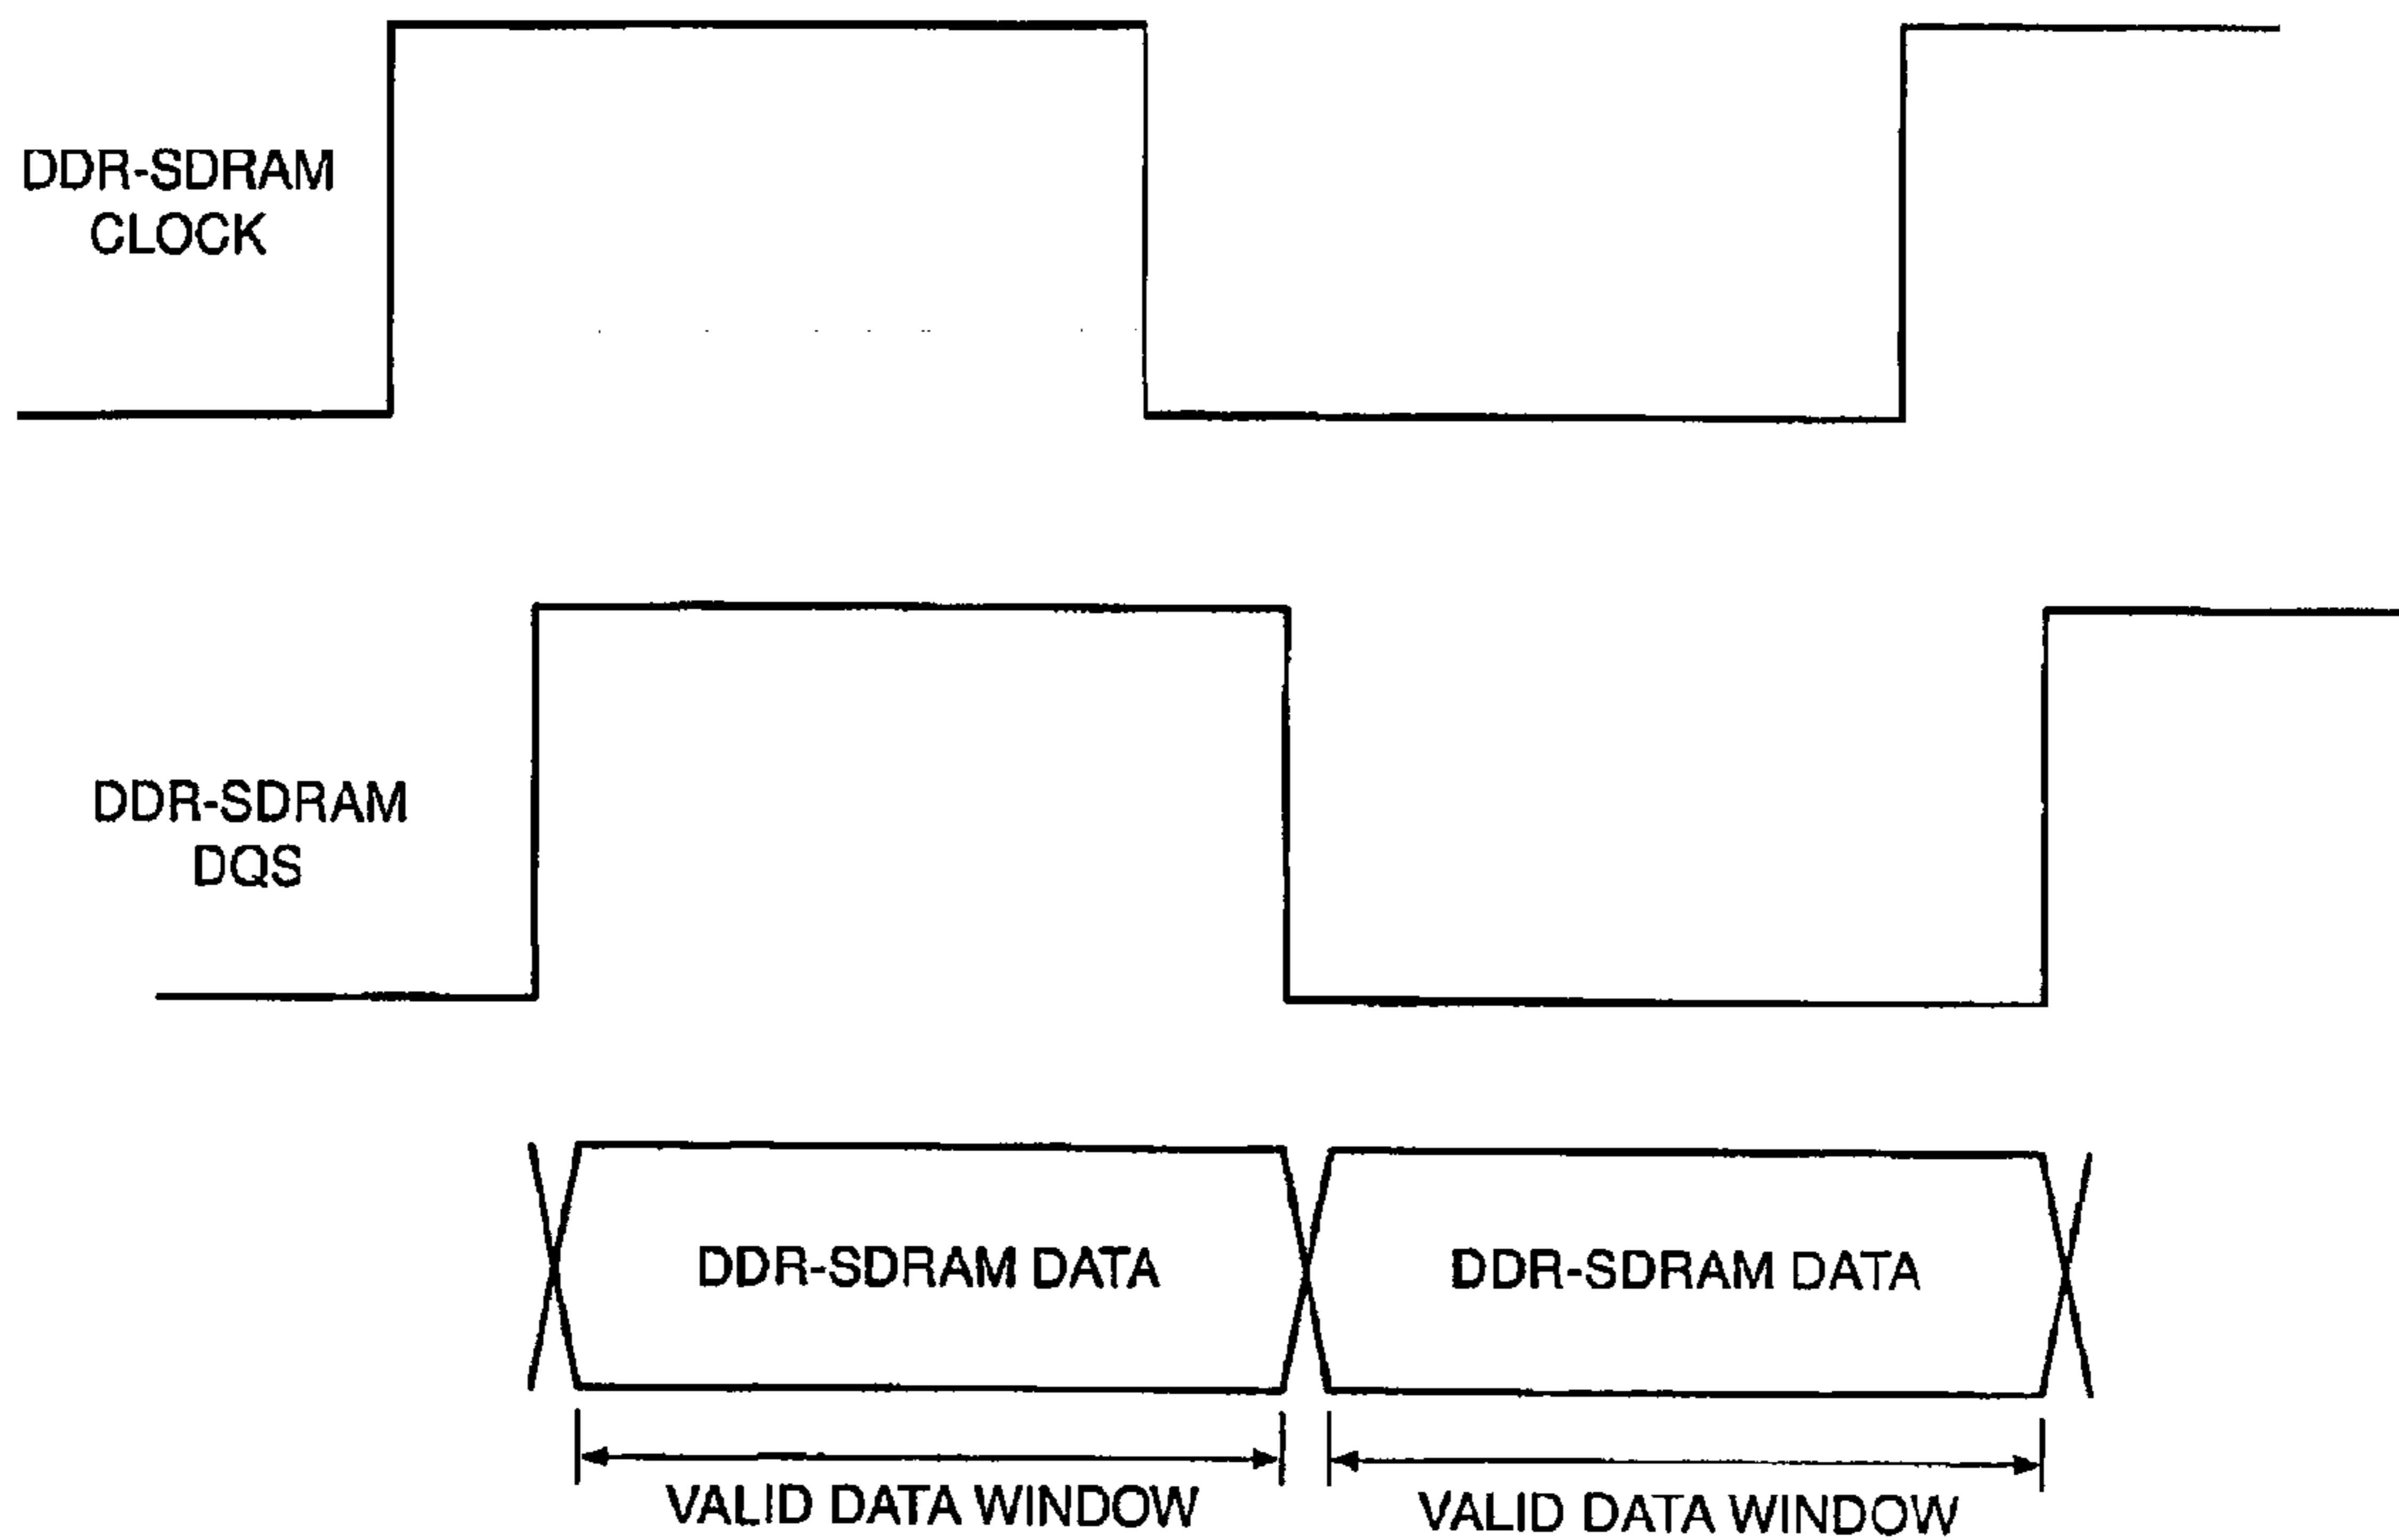 DDR-SDRAM
CLOCK
DDR-SDRAM
DQS
DDR-SDRAM DATA
DDR-SDRAM DATA
VALID DATA WINDOW
VALID DATA WINDOW